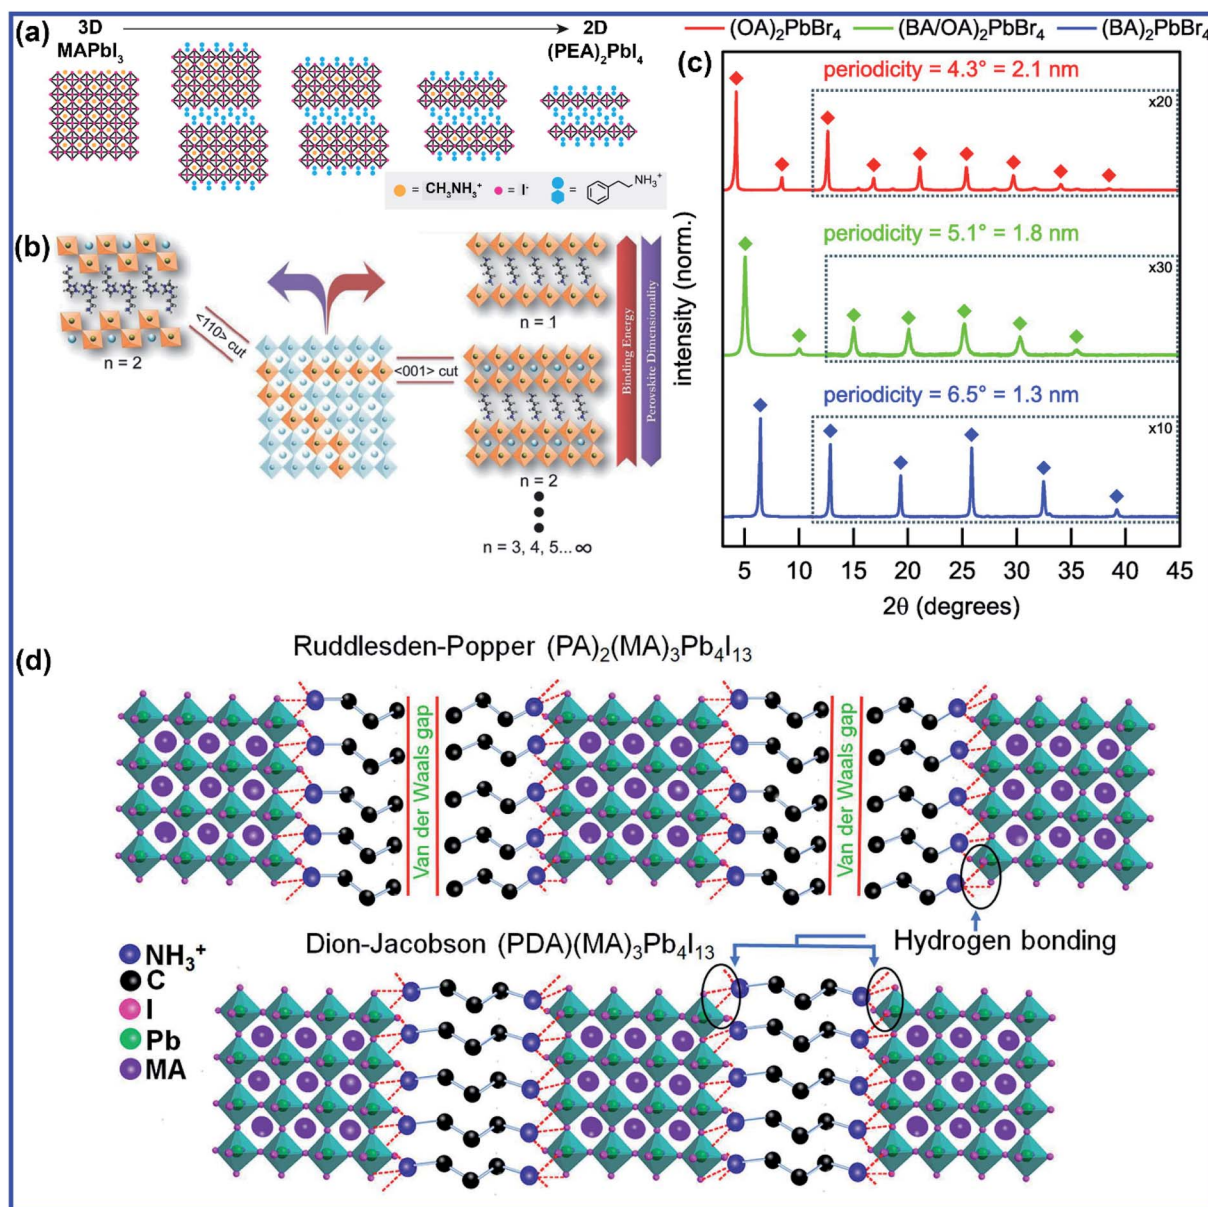 (a)
3D
MAPbI₃
2D
(PEA)₂PbI₄
= CH₃NH₃⁺ = I⁻ = NH₃⁺
(b)
n = 2
<110> cut
<001> cut
n = 1
n = 2
n = 3, 4, 5... ∞
Binding Energy
Perovskite Dimensionality
(OA)₂PbBr₄ (BA/OA)₂PbBr₄ (BA)₂PbBr₄
(c)
periodicity = 4.3° = 2.1 nm
x20
periodicity = 5.1° = 1.8 nm
x30
periodicity = 6.5° = 1.3 nm
x10
intensity (norm.)
5 10 15 20 25 30 35 40 45
2θ (degrees)
(d)
Ruddlesden-Popper (PA)₂(MA)₃Pb₄I₁₃
Van der Waals gap
Van der Waals gap
Hydrogen bonding
Dion-Jacobson (PDA)(MA)₃Pb₄I₁₃
NH₃⁺
C
I
Pb
MA